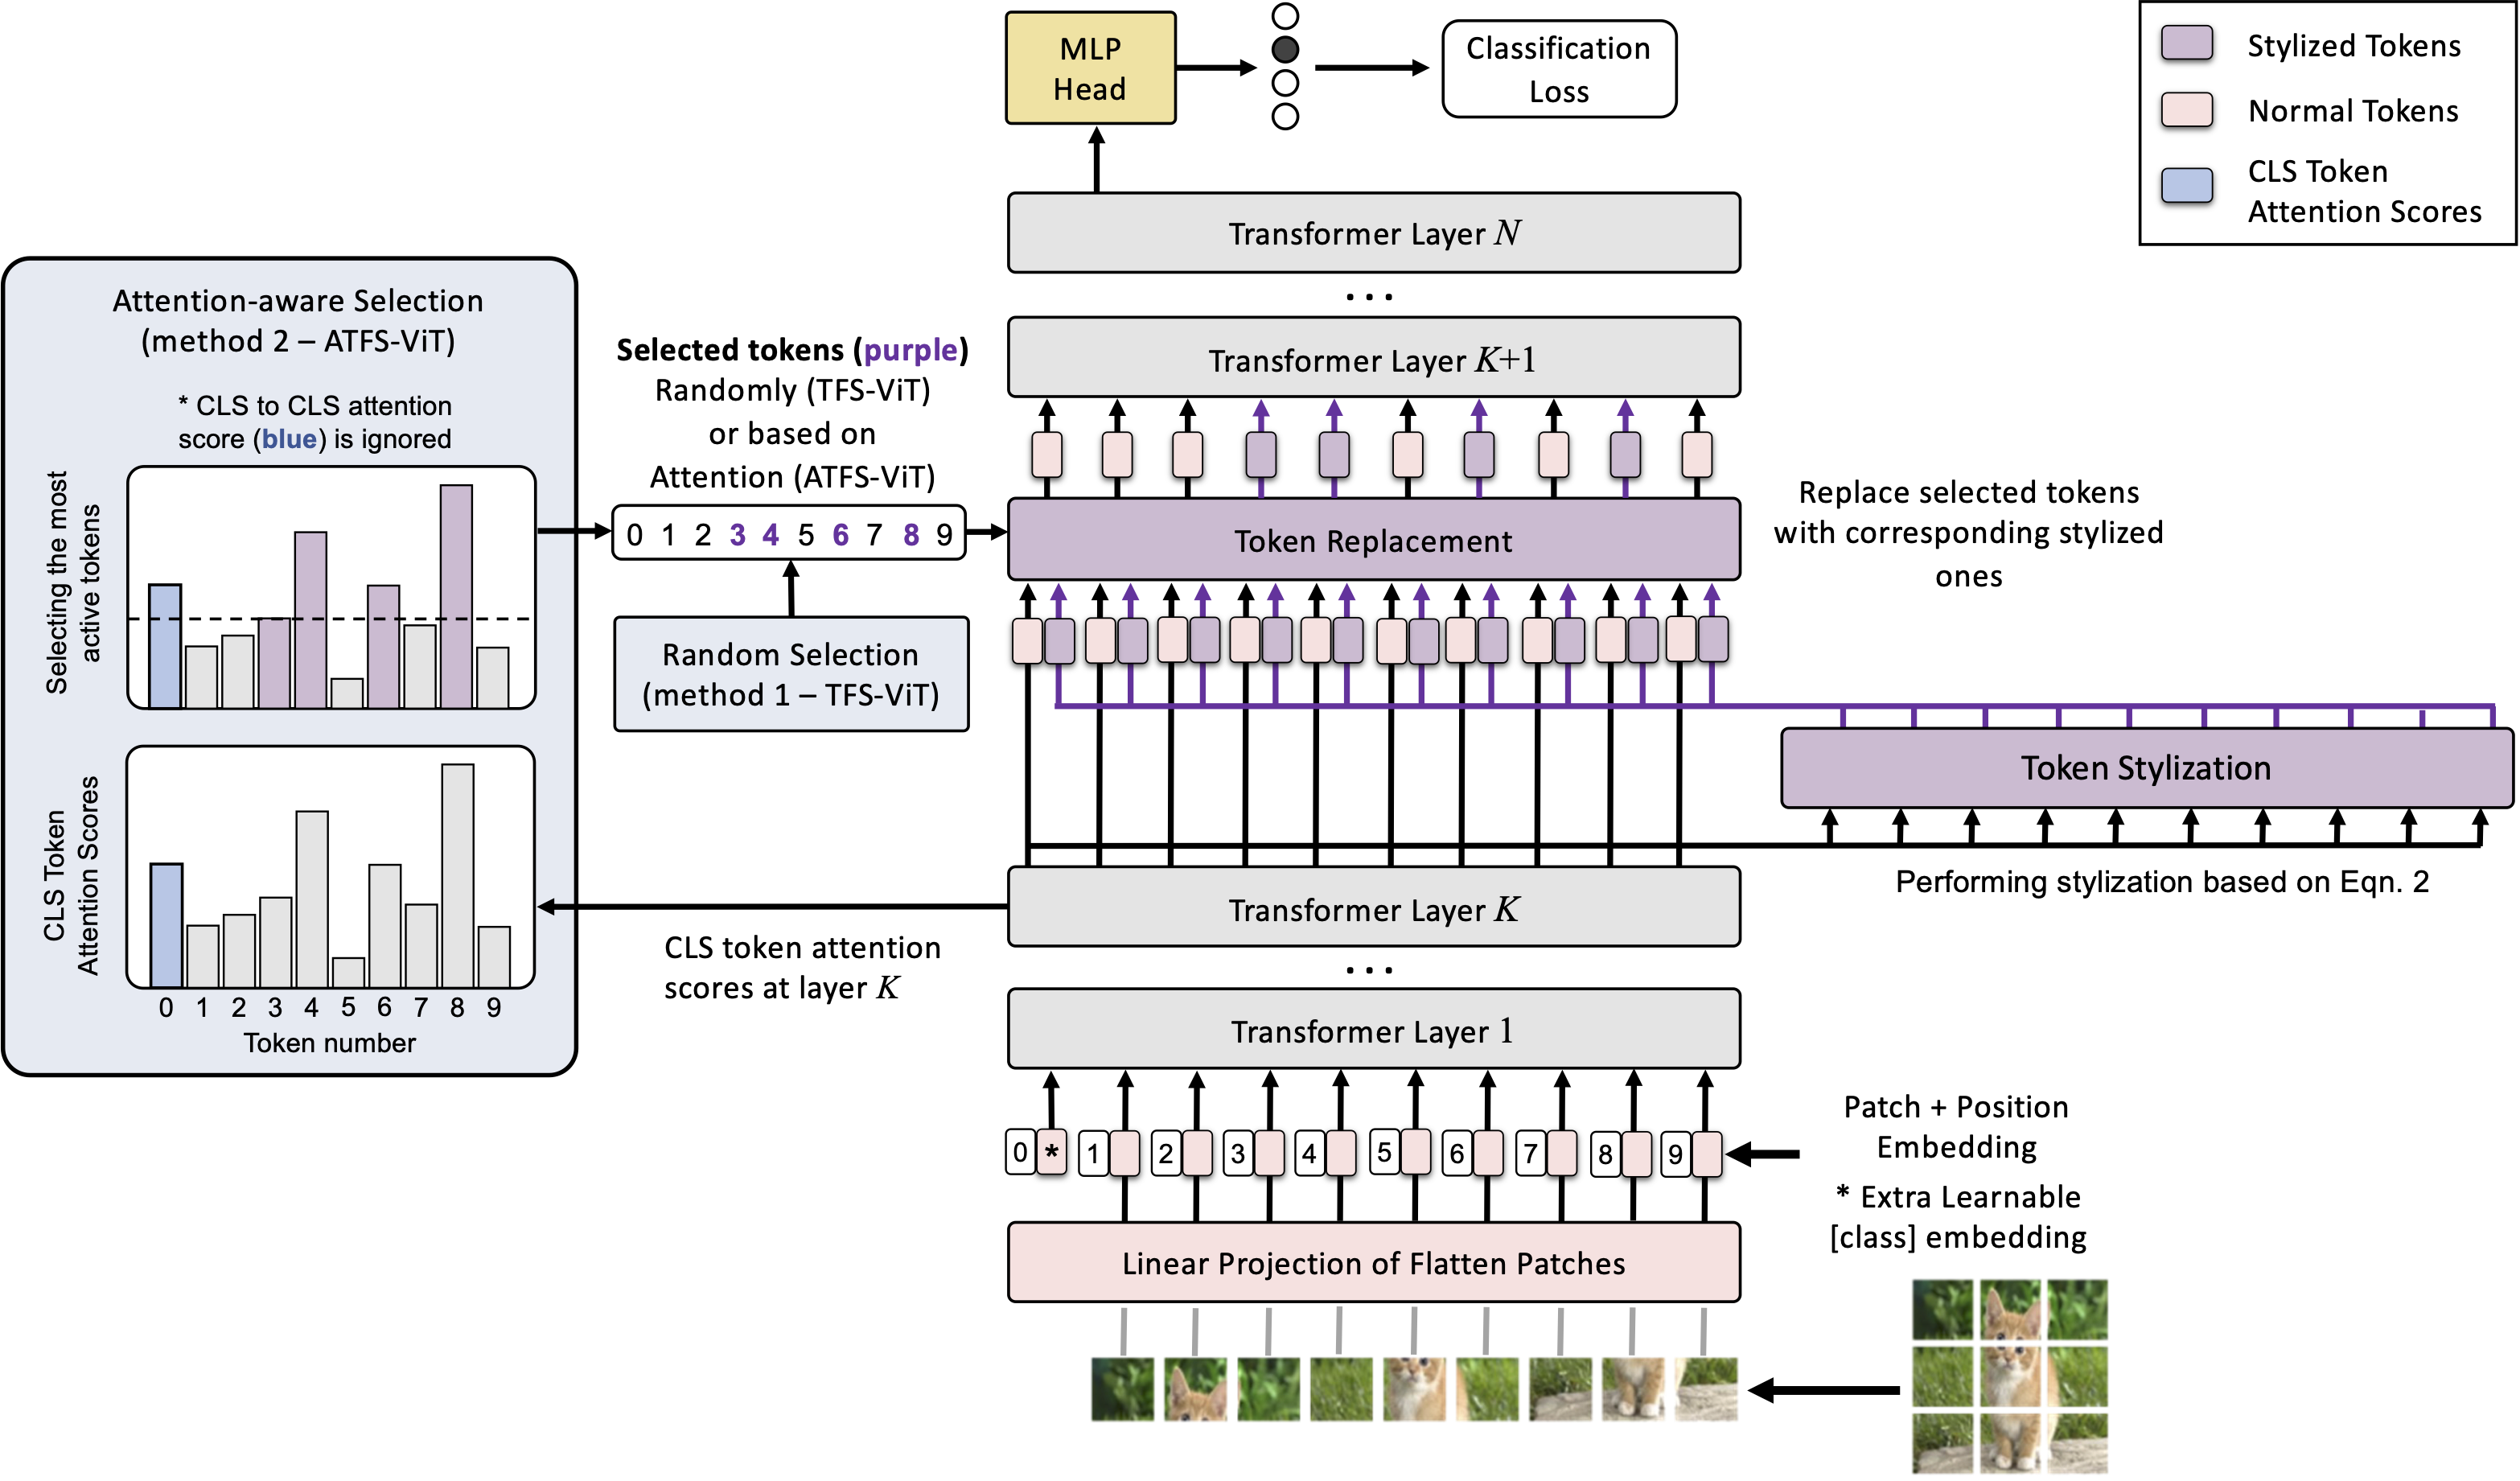 MLP
Head
Classification
Loss
Stylized Tokens
Normal Tokens
CLS Token
Attention Scores
Transformer Layer N
...
Transformer Layer K+1
Attention-aware Selection
(method 2 – ATFS-ViT)
* CLS to CLS attention
score (blue) is ignored
Selecting the most
active tokens
Selected tokens (purple)
Randomly (TFS-ViT)
or based on
Attention (ATFS-ViT)
0 1 2 3 4 5 6 7 8 9
Token Replacement
Replace selected tokens
with corresponding stylized
ones
Random Selection
(method 1 – TFS-ViT)
Token Stylization
Performing stylization based on Eqn. 2
CLS Token
Attention Scores
0 1 2 3 4 5 6 7 8 9
Token number
Transformer Layer K
CLS token attention
scores at layer K
...
Transformer Layer 1
0 * 1 2 3 4 5 6 7 8 9
Patch + Position
Embedding
* Extra Learnable
[class] embedding
Linear Projection of Flatten Patches